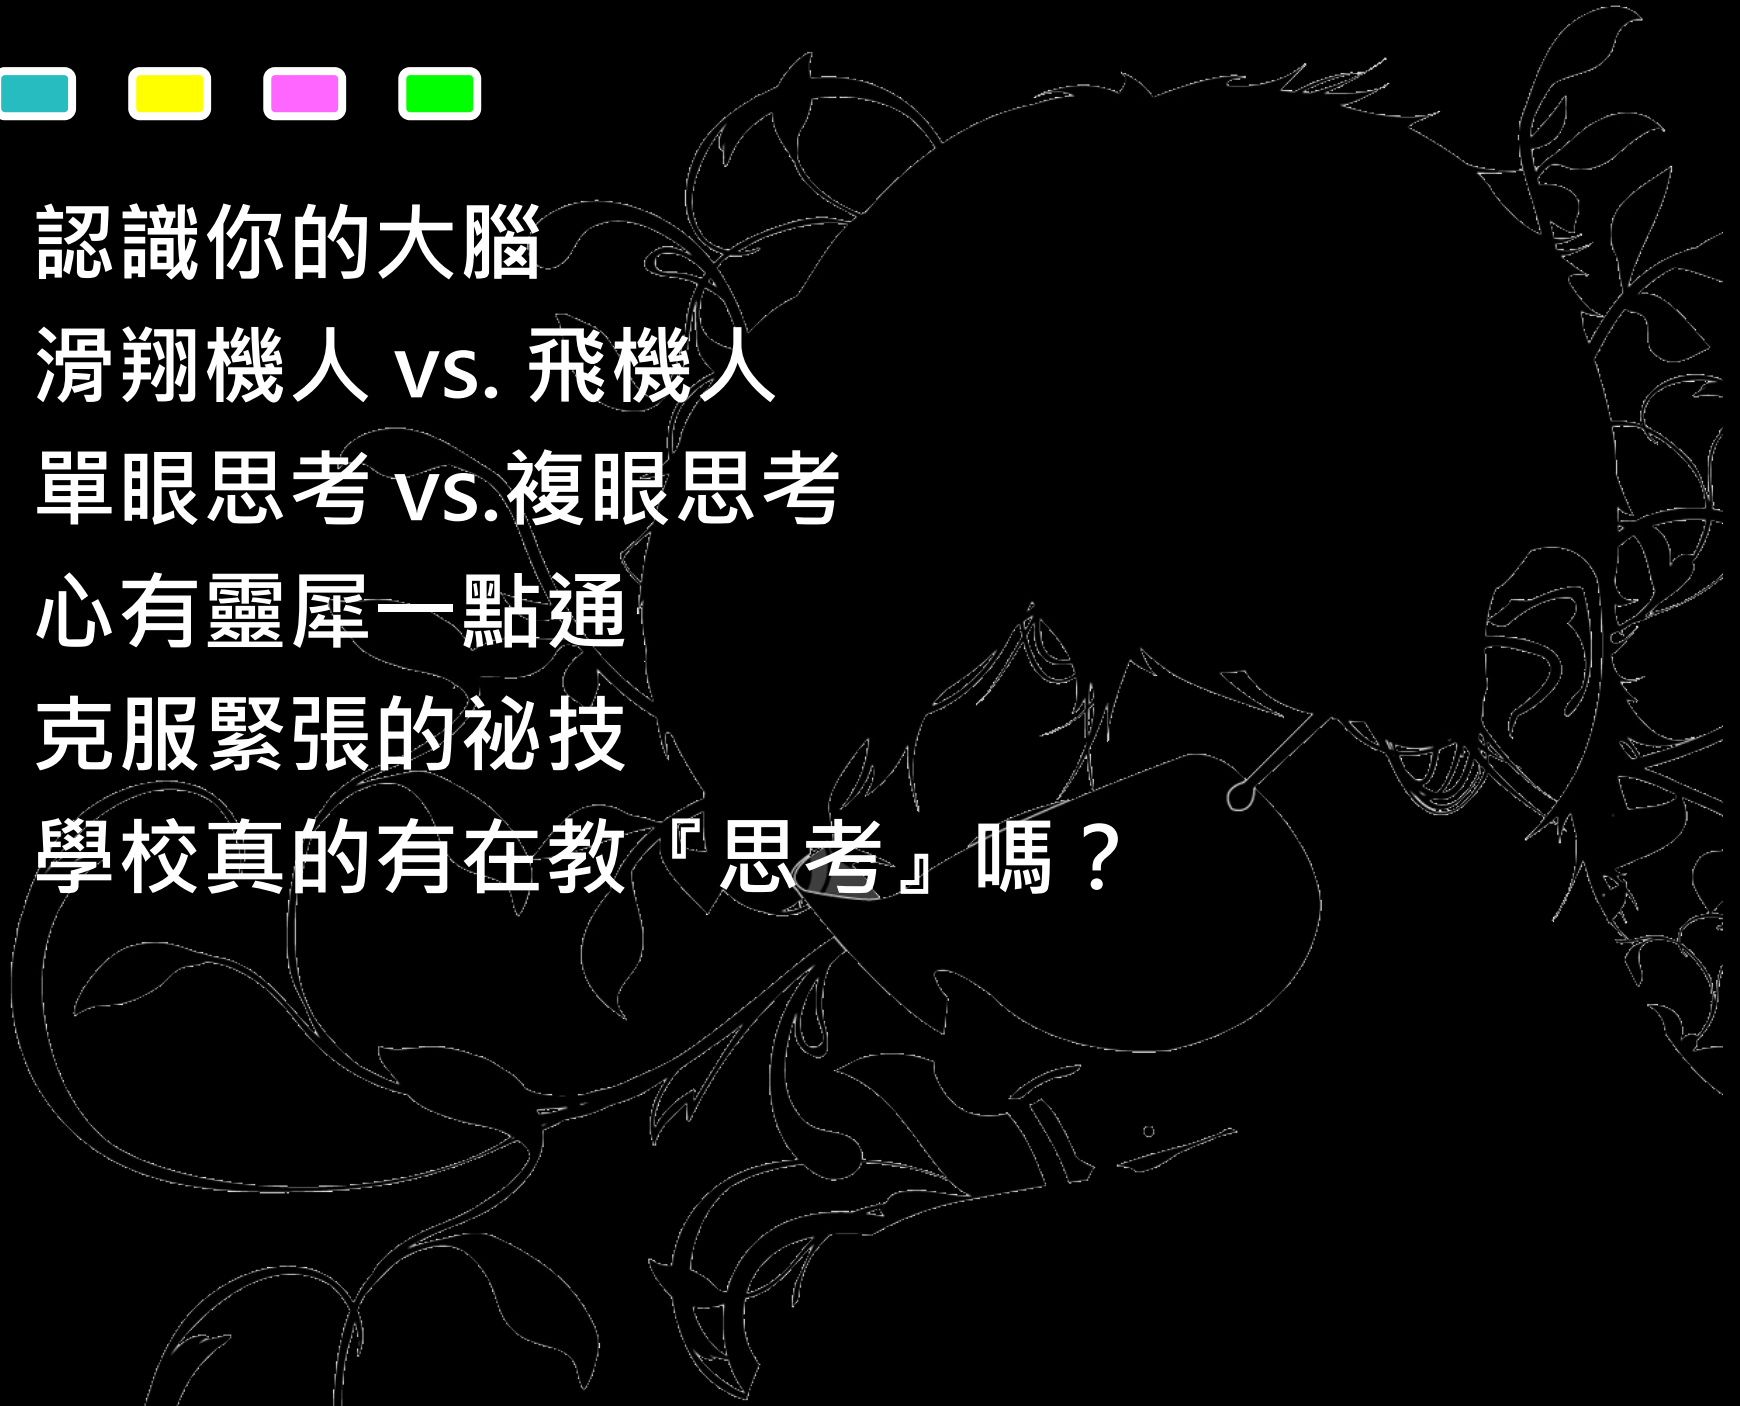 認識你的大腦
滑翔機人 vs. 飛機人
單眼思考 vs.複眼思考
心有靈犀一點通
克服緊張的祕技
學校真的有在教『思考』嗎？